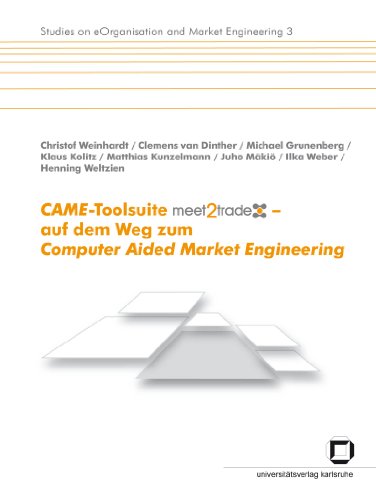 Studies on eOrganisation and Market Engineering 3
Christof Weinhardt / Clemens van Dinther / Michael Grunenberg /
Klaus Kolitz / Matthias Kunzelmann / Juho Mäkiö / Ilka Weber /
Henning Weltzien
CAME-Toolsuite meet2trade –
auf dem Weg zum
Computer Aided Market Engineering
universitätsverlag karlsruhe